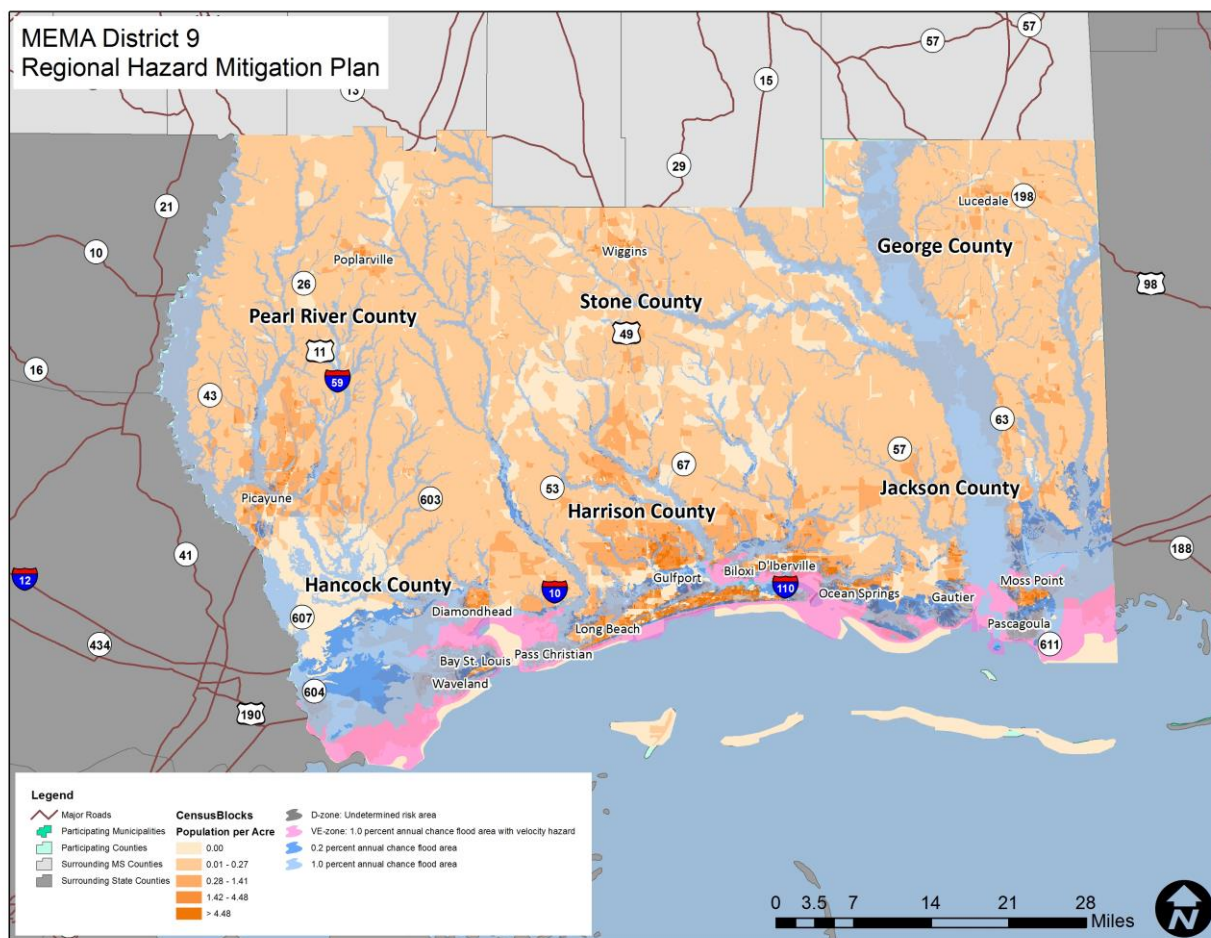 MEMA District 9
Regional Hazard Mitigation Plan
57
57
13
15
29
21
Lucedale
198
10
George County
Wiggins
Poplarville
26
98
Stone County
Pearl River County
49
11
16
59
43
63
57
67
53
Jackson County
603
Picayune
Harrison County
41
188
12
Hancock County
Gulfport
Biloxi
D'Iberville
Moss Point
10
110
Ocean Springs
Gautier
Diamondhead
607
Long Beach
Pascagoula
434
611
Pass Christian
Bay St. Louis
Waveland
604
190
Legend
Major Roads
Participating Municipalities
Participating Counties
Surrounding MS Counties
Surrounding State Counties
CensusBlocks
Population per Acre
0.00
0.01 - 0.27
0.28 - 1.41
1.42 - 4.48
> 4.48
D-zone: Undetermined risk area
VE-zone: 1.0 percent annual chance flood area with velocity hazard
0.2 percent annual chance flood area
1.0 percent annual chance flood area
0 3.5 7 14 21 28
Miles
N